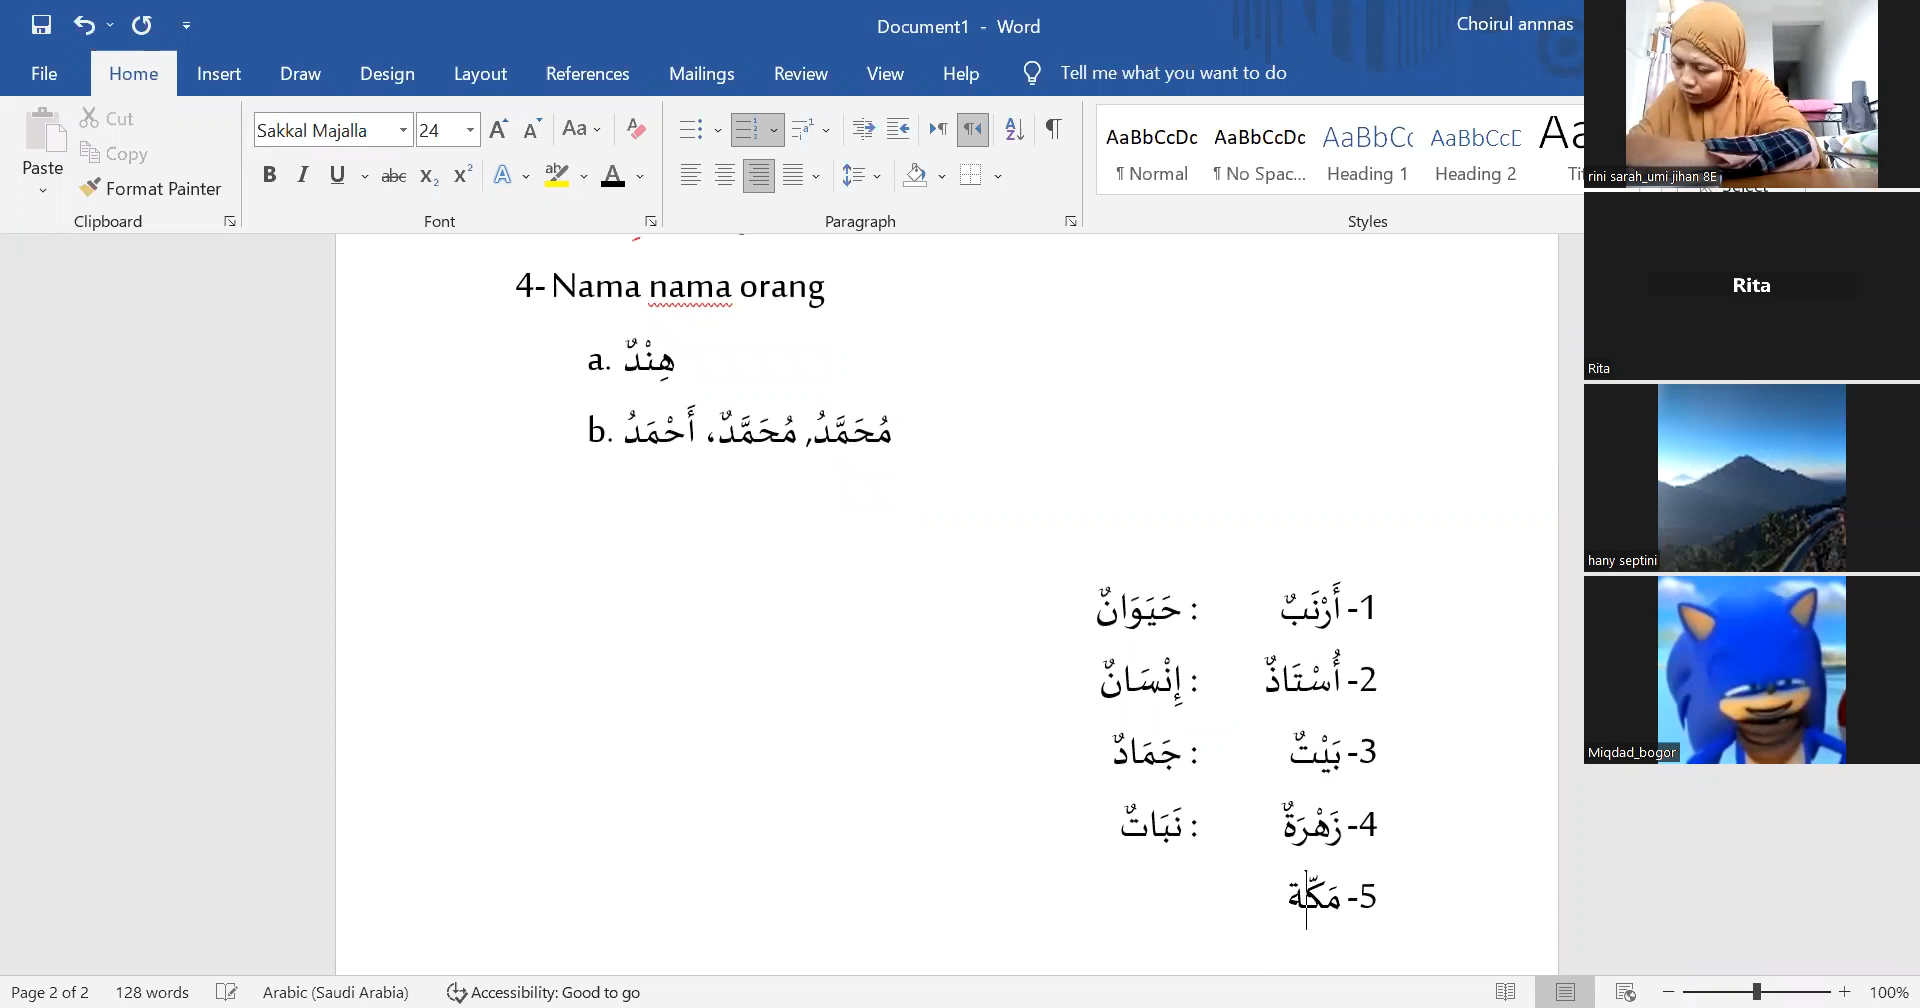 Document1 - Word
Choirul annnas
File Home Insert Draw Design Layout References Mailings Review View Help Tell me what you want to do
Paste
Cut
Copy
Format Painter
Clipboard
Sakkal Majalla 24
Font
Paragraph
AaBbCcDc AaBbCcDc AaBbCc AaBbCcD
¶ Normal ¶ No Spac... Heading 1 Heading 2
Styles
4- Nama nama orang
a. هِنْدٌ
b. مُحَمَّدُ, مُحَمَّدٌ، أَحْمَدُ
1- أَرْنَبٌ : حَيَوَانٌ
2- أُسْتَاذٌ : إِنْسَانٌ
3- بَيْتٌ : جَمَادٌ
4- زَهْرَةٌ : نَبَاتٌ
5- مَكّة
rini sarah_umi jihan 8E
Rita
Rita
hany septini
Miqdad_bogor
Page 2 of 2 128 words Arabic (Saudi Arabia) Accessibility: Good to go 100%